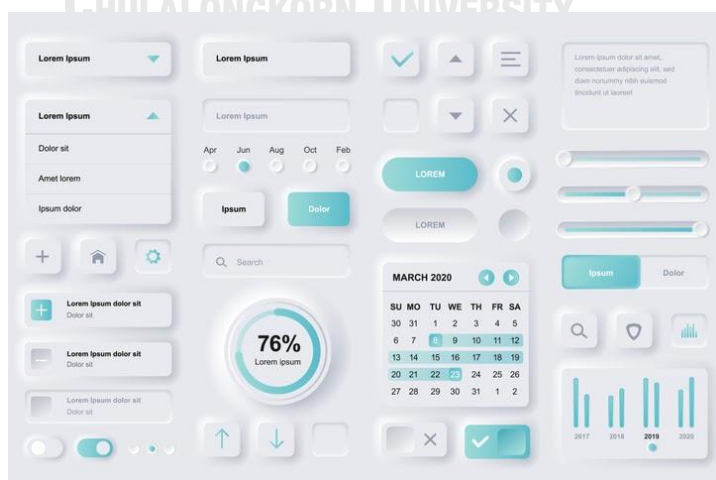 CHULALONGKORN UNIVERSITY
Lorem Ipsum
Lorem Ipsum
Dolor sit
Amet lorem
Ipsum dolor
Lorem Ipsum dolor sit
Dolor sit
Lorem Ipsum dolor sit
Dolor sit
Lorem Ipsum dolor sit
Dolor sit
Lorem Ipsum
Lorem Ipsum
Apr Jun Aug Oct Feb
Ipsum Dolor
Search
76%
Lorem ipsum
LOREM
LOREM
MARCH 2020
SU MO TU WE TH FR SA
30 31 1 2 3 4 5
6 7 8 9 10 11 12
13 14 15 16 17 18 19
20 21 22 23 24 25 26
27 28 29 30 31 1 2
Lorem ipsum dolor sit amet,
consectetuer adipiscing elit, sed
diam nonummy nibh euismod
tincidunt ut laoreet
Ipsum Dolor
2017 2018 2019 2020